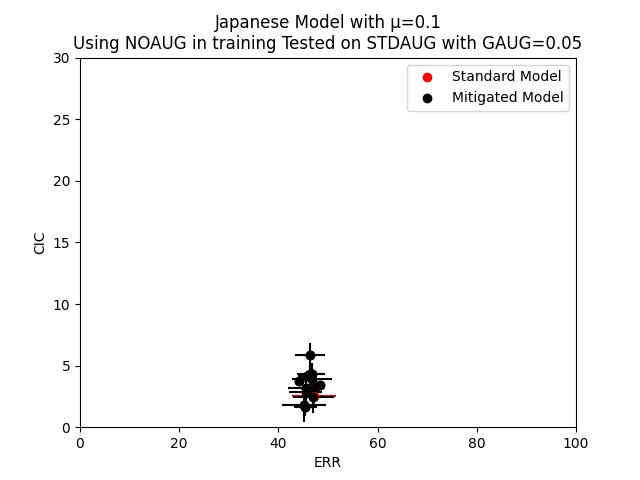 Japanese Model with μ=0.1
Using NOAUG in training Tested on STDAUG with GAUG=0.05
Standard Model
Mitigated Model
CIC
30
25
20
15
10
5
0
0 20 40 60 80 100
ERR